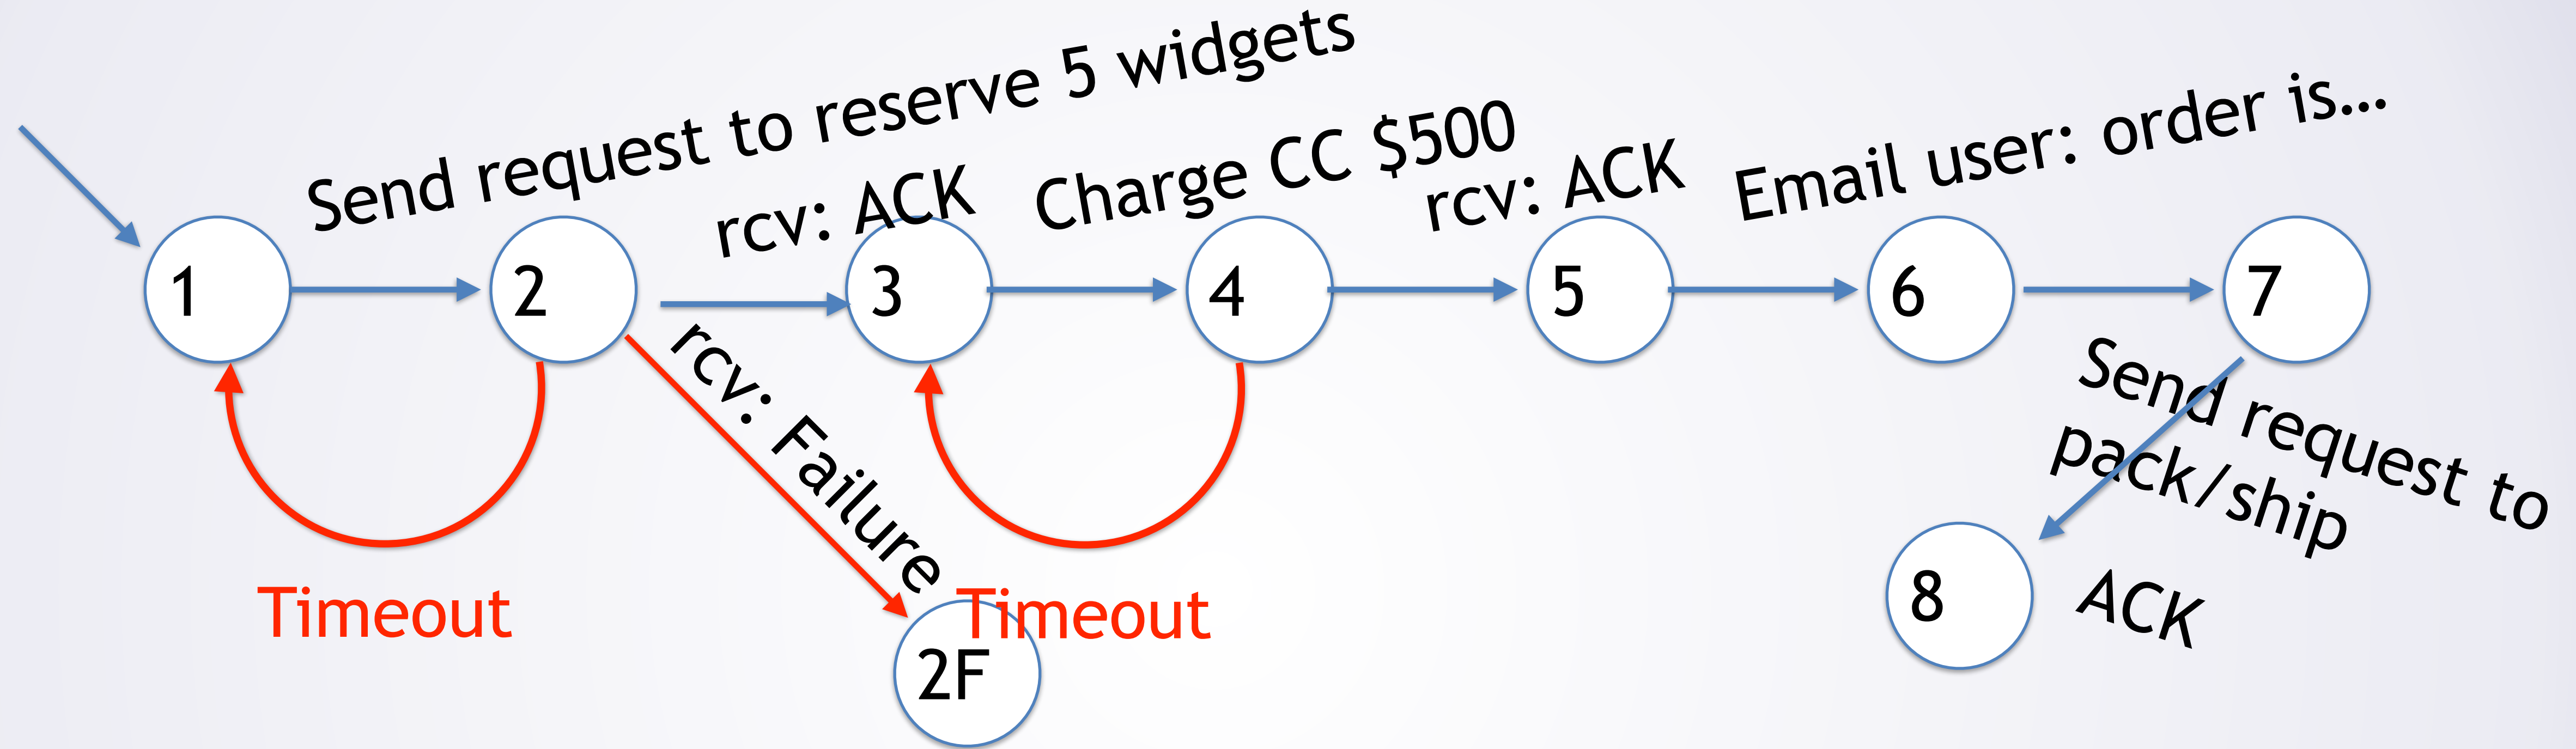 Send request to reserve 5 widgets
rcv: ACK
Charge CC $500
rcv: ACK
Email user: order is…
1
2
3
4
5
6
7
rcv: Failure
Send request to
pack/ship
Timeout
Timeout
2F
8
ACK